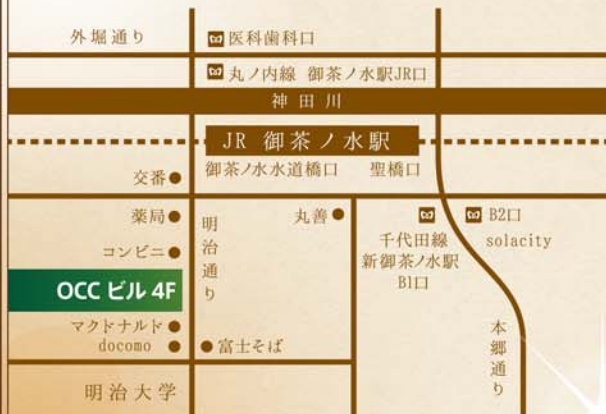 外堀通り
医科歯科口
丸ノ内線 御茶ノ水駅JR口
神田川
JR 御茶ノ水駅
御茶ノ水水道橋口 聖橋口
交番
薬局
コンビニ
OCC ビル 4F
マクドナルド
docomo
明治大学
明治通り
丸善
富士そば
千代田線
新御茶ノ水駅
B1口
B2口
solacity
本郷通り